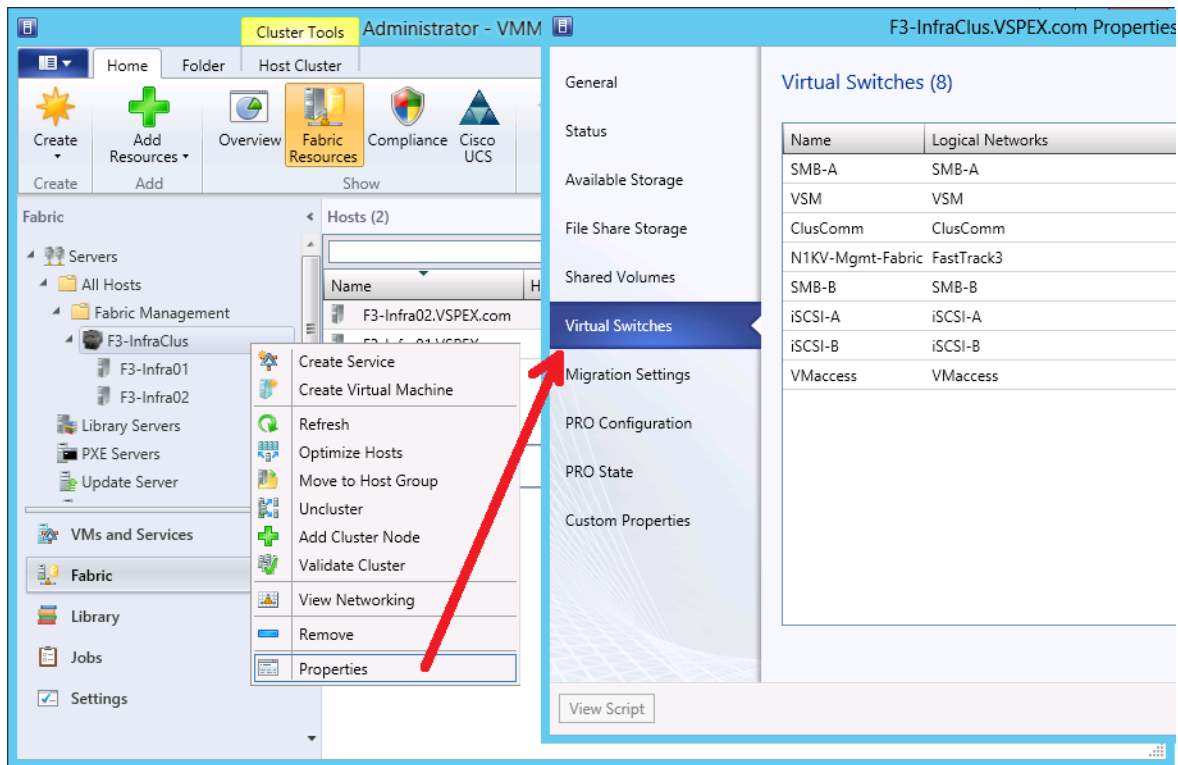 Cluster Tools
Administrator - VMM
Home
Folder
Host Cluster
Create
Add
Resources
Overview
Fabric
Resources
Compliance
Cisco
UCS
Create
Add
Show
Fabric
Servers
All Hosts
Fabric Management
F3-InfraClus
F3-Infra01
F3-Infra02
Library Servers
PXE Servers
Update Server
VMs and Services
Fabric
Library
Jobs
Settings
Hosts (2)
Name
H
F3-Infra02.VSPEX.com
Create Service
Create Virtual Machine
Refresh
Optimize Hosts
Move to Host Group
Uncluster
Add Cluster Node
Validate Cluster
View Networking
Remove
Properties
F3-InfraClus.VSPEX.com Properties
General
Status
Available Storage
File Share Storage
Shared Volumes
Virtual Switches
Migration Settings
PRO Configuration
PRO State
Custom Properties
View Script
Virtual Switches (8)
Name Logical Networks
SMB-A SMB-A
VSM VSM
ClusComm ClusComm
N1KV-Mgmt-Fabric FastTrack3
SMB-B SMB-B
iSCSI-A iSCSI-A
iSCSI-B iSCSI-B
VMaccess VMaccess